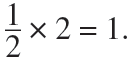 1/2 × 2 = 1.